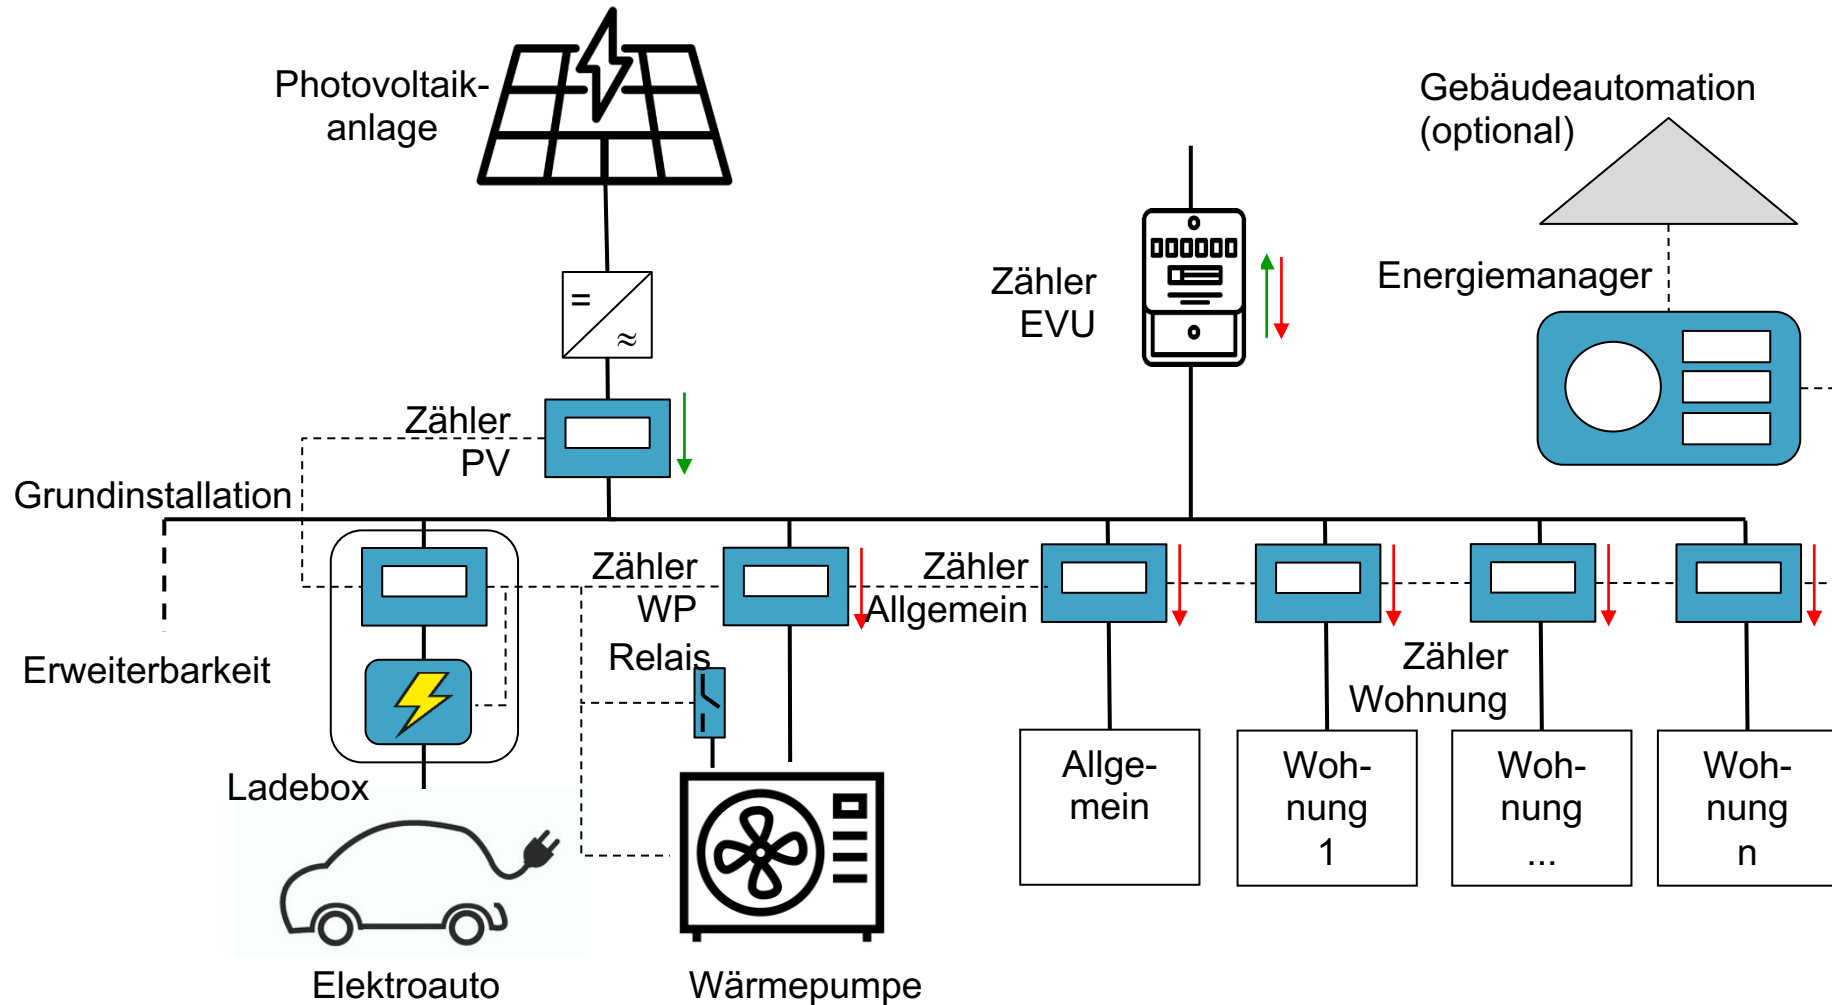 Photovoltaik-
anlage
Gebäudeautomation
(optional)
Zähler
EVU
Energiemanager
=
≈
Zähler
PV
Grundinstallation
Zähler
WP
Zähler
Allgemein
Erweiterbarkeit
Relais
Zähler
Wohnung
Ladebox
Allge-
mein
Woh-
nung
1
Woh-
nung
...
Woh-
nung
n
Elektroauto
Wärmepumpe